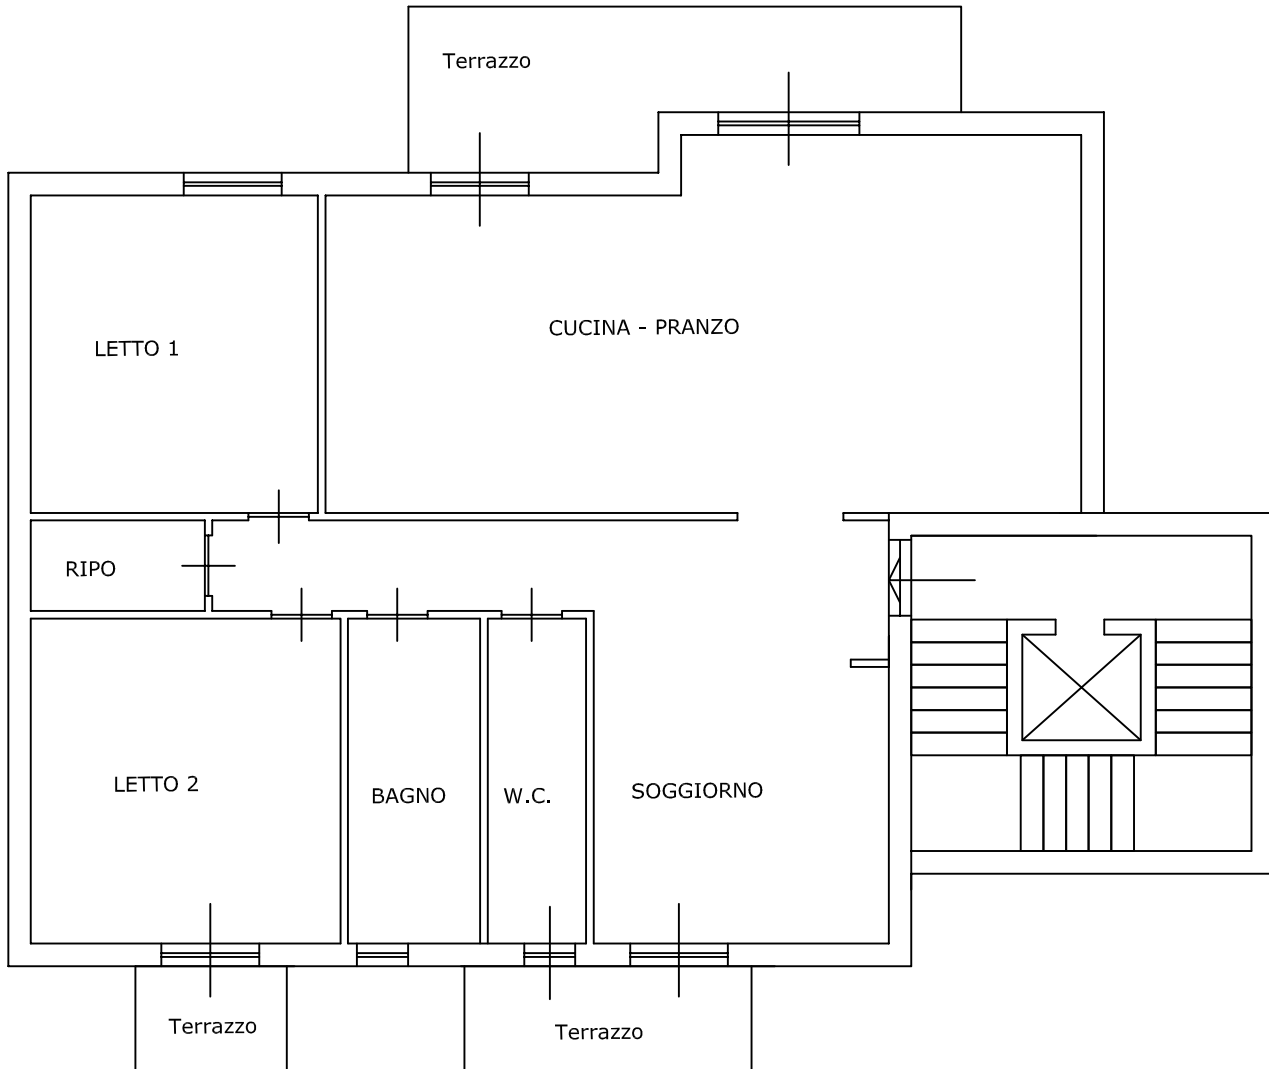 Terrazzo
CUCINA - PRANZO
LETTO 1
RIPO
LETTO 2
BAGNO
W.C.
SOGGIORNO
Terrazzo
Terrazzo